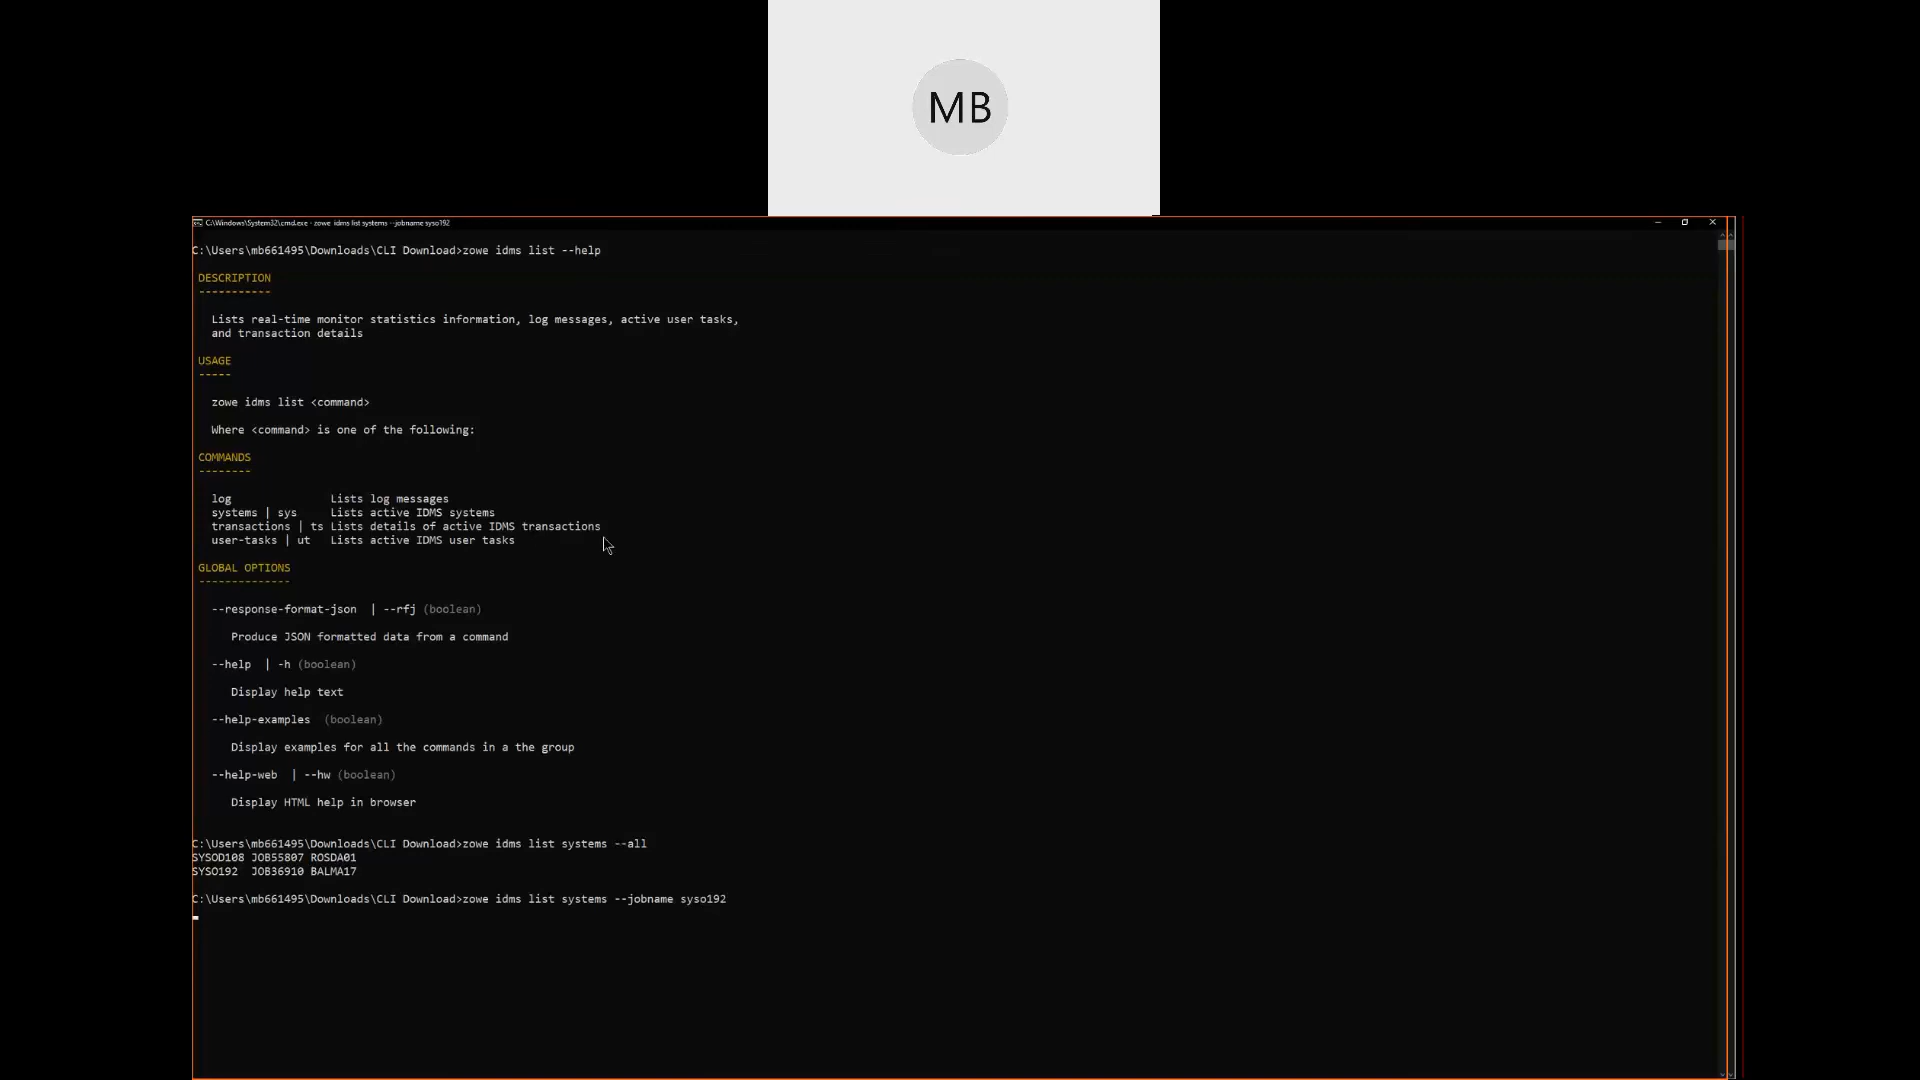 MB
C:\Windows\System32\cmd.exe - zowe idms list systems --jobname syso192
C:\Users\mb661495\Downloads\CLI Download>zowe idms list --help
DESCRIPTION
-----------
Lists real-time monitor statistics information, log messages, active user tasks,
and transaction details
USAGE
-----
zowe idms list <command>
Where <command> is one of the following:
COMMANDS
--------
log Lists log messages
systems | sys Lists active IDMS systems
transactions | ts Lists details of active IDMS transactions
user-tasks | ut Lists active IDMS user tasks
GLOBAL OPTIONS
--------------
--response-format-json | --rfj (boolean)
Produce JSON formatted data from a command
--help | -h (boolean)
Display help text
--help-examples (boolean)
Display examples for all the commands in a the group
--help-web | --hw (boolean)
Display HTML help in browser
C:\Users\mb661495\Downloads\CLI Download>zowe idms list systems --all
SYSOD108 JOB55807 ROSDA01
SYSO192 JOB36910 BALMA17
C:\Users\mb661495\Downloads\CLI Download>zowe idms list systems --jobname syso192